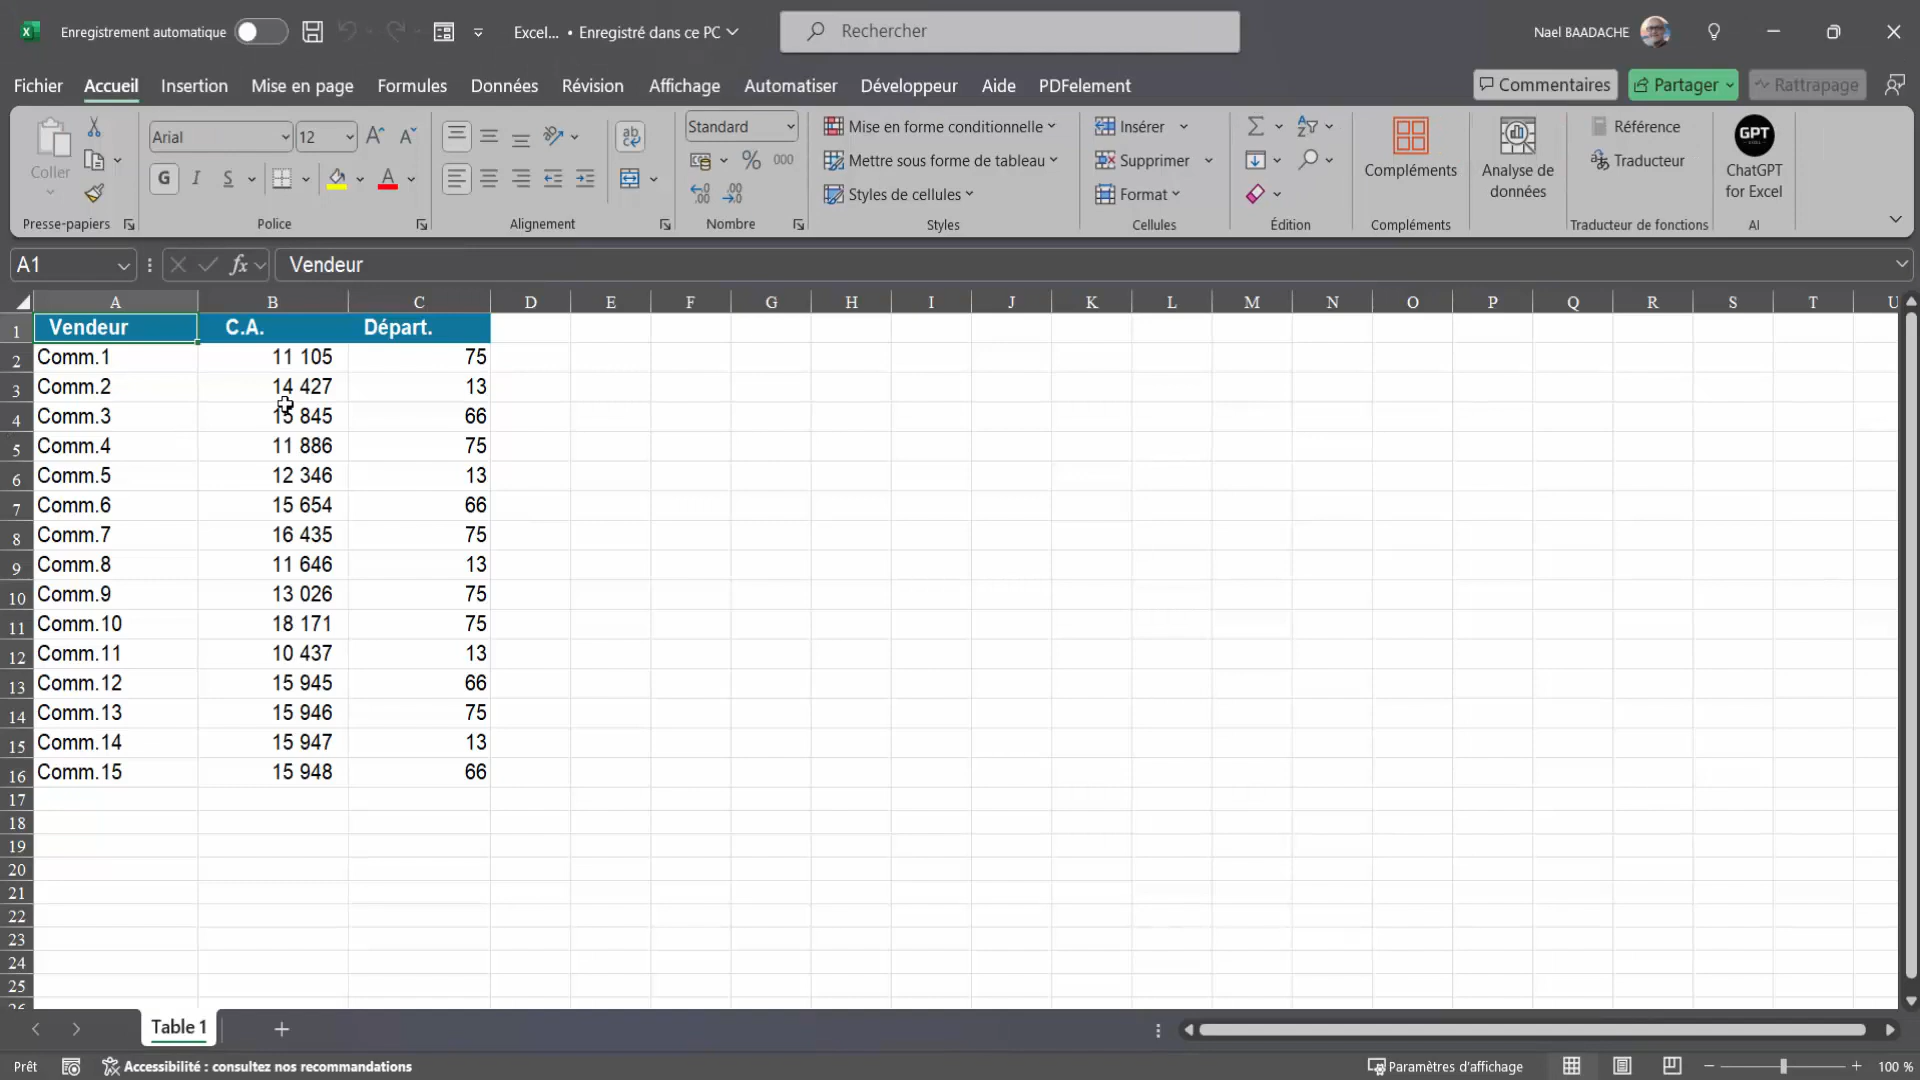 Enregistrement automatique Excel... • Enregistré dans ce PC Rechercher Nael BAADACHE
Fichier Accueil Insertion Mise en page Formules Données Révision Affichage Automatiser Développeur Aide PDFelement Commentaires Partager Rattrapage
Coller
Presse-papiers
Arial 12
G I S A
Police
ab
Alignement
Standard
% 000
Nombre
Mise en forme conditionnelle
Mettre sous forme de tableau
Styles de cellules
Styles
Insérer
Supprimer
Format
Cellules
Édition
Compléments
Compléments
Analyse de
données
Référence
Traducteur
Traducteur de fonctions
GPT
ChatGPT
for Excel
AI
A1 fx Vendeur
A B C D E F G H I J K L M N O P Q R S T U
1 Vendeur C.A. Départ.
2 Comm.1 11 105 75
3 Comm.2 14 427 13
4 Comm.3 15 845 66
5 Comm.4 11 886 75
6 Comm.5 12 346 13
7 Comm.6 15 654 66
8 Comm.7 16 435 75
9 Comm.8 11 646 13
10 Comm.9 13 026 75
11 Comm.10 18 171 75
12 Comm.11 10 437 13
13 Comm.12 15 945 66
14 Comm.13 15 946 75
15 Comm.14 15 947 13
16 Comm.15 15 948 66
17
18
19
20
21
22
23
24
25
26
Table 1
Prêt Accessibilité : consultez nos recommandations Paramètres d'affichage 100 %